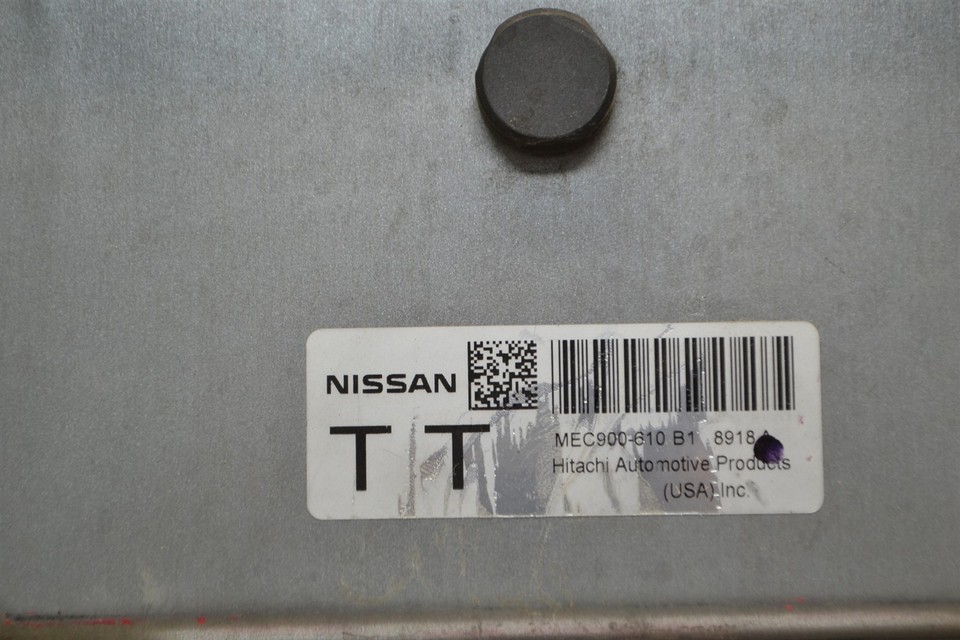 NISSAN
T T
MEC900-610 B1 8918 A
Hitachi Automotive Products
(USA) Inc.